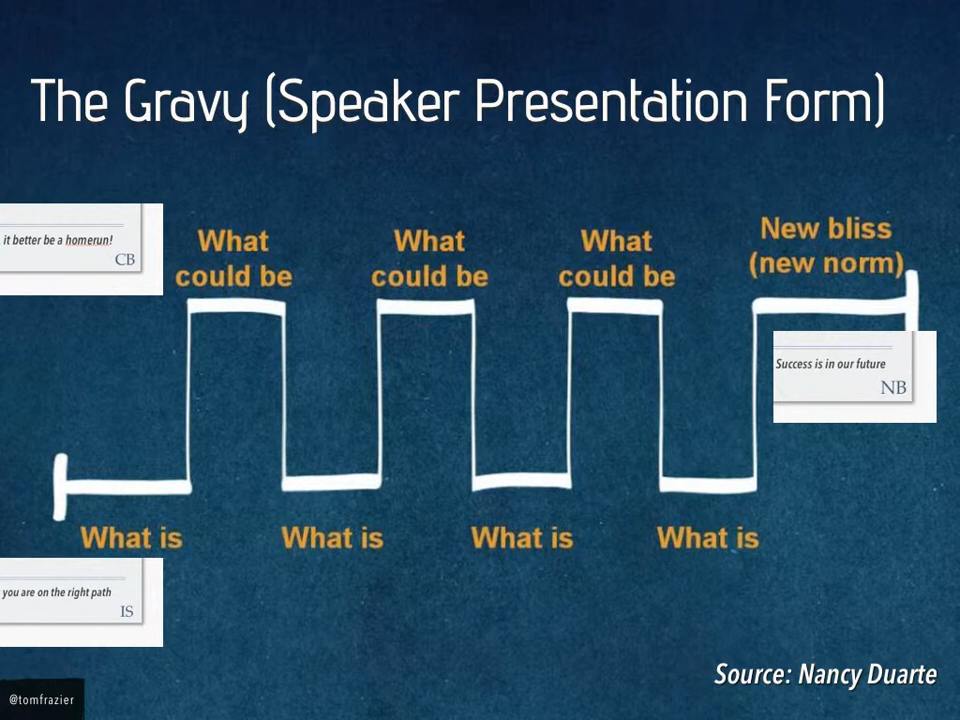 The Gravy (Speaker Presentation Form)
it better be a homerun!
CB
What
could be
What
could be
What
could be
New bliss
(new norm)
Success is in our future
NB
What is
What is
What is
What is
you are on the right path
IS
Source: Nancy Duarte
@tomfrazier